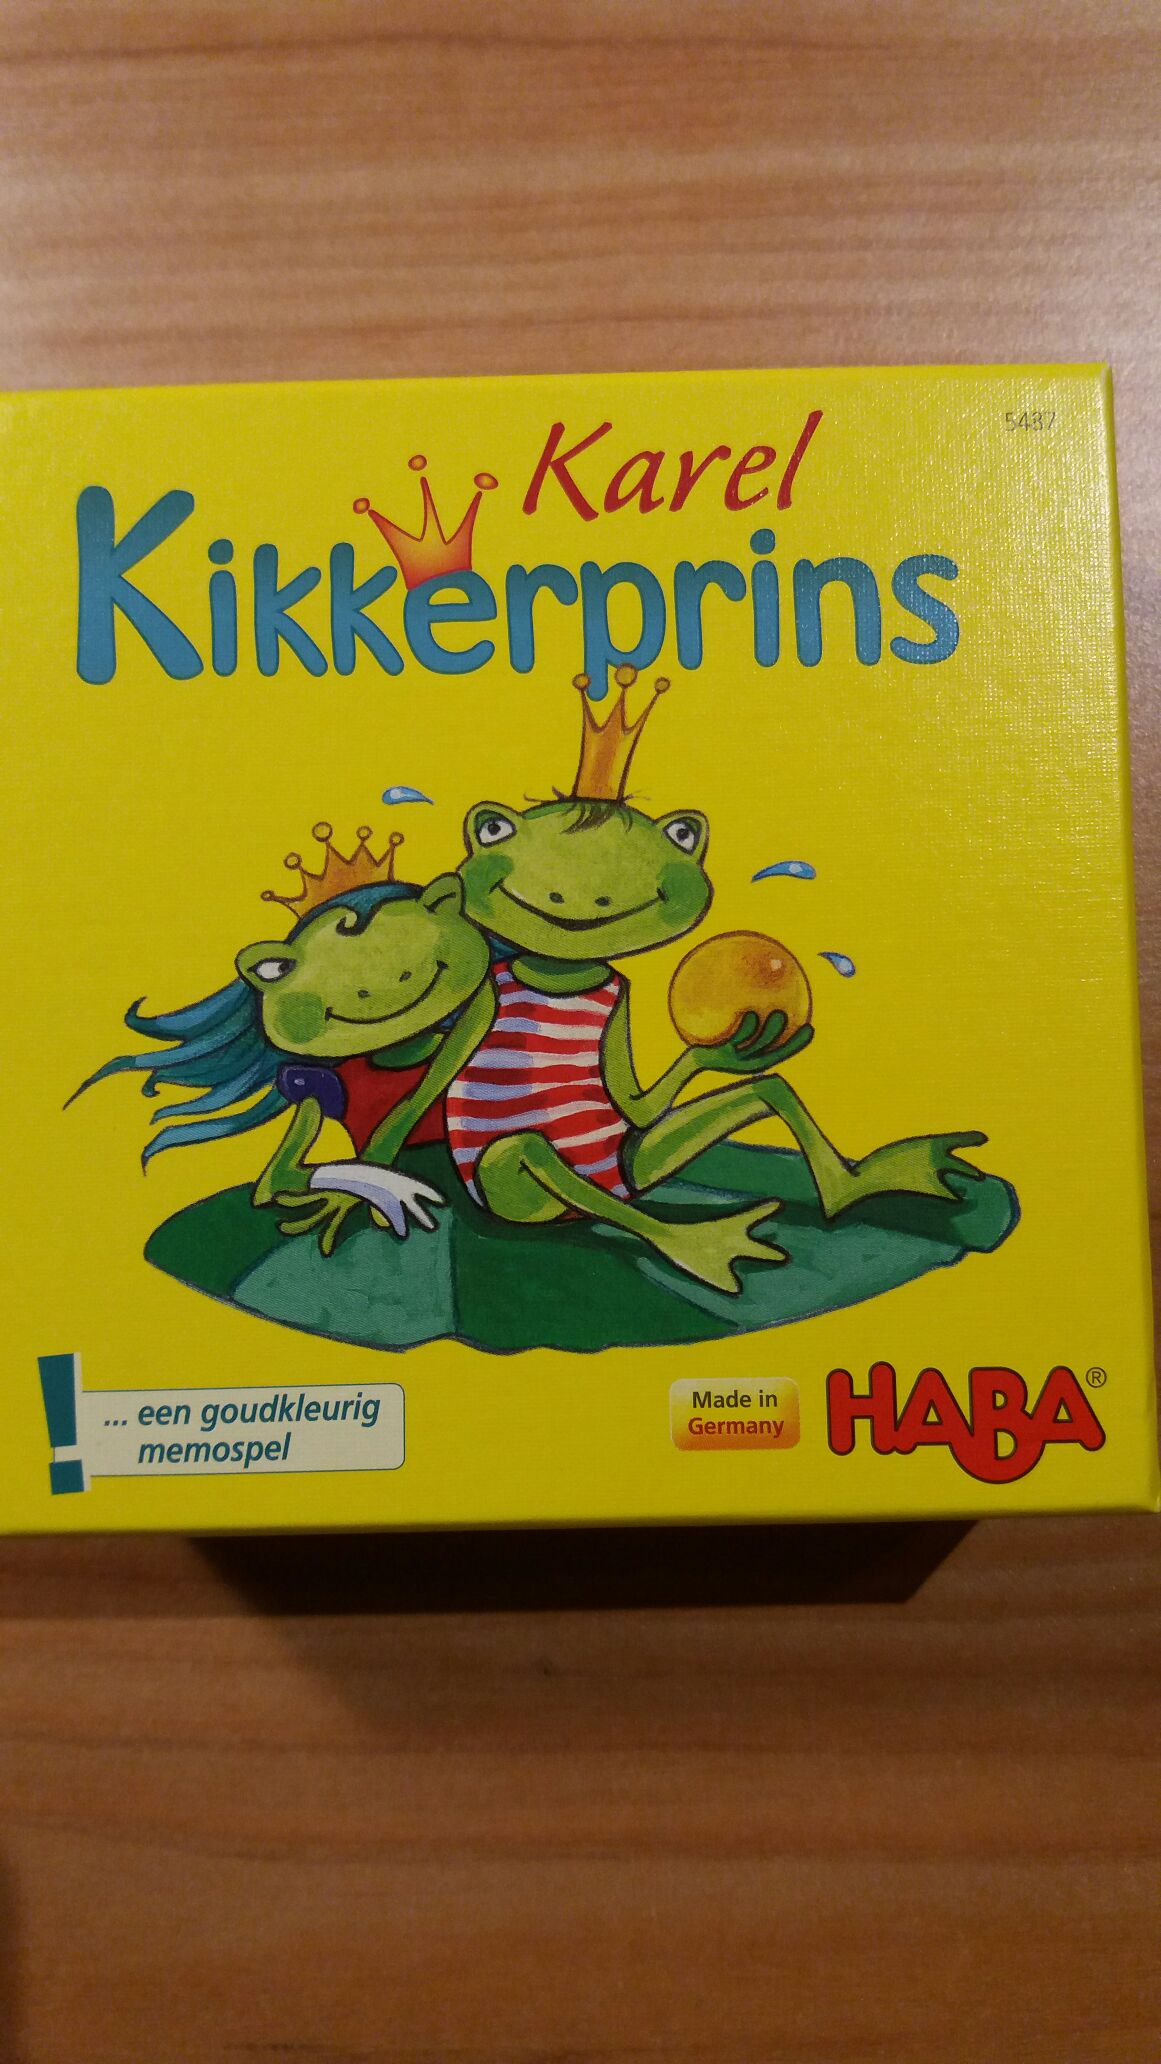 5487
Karel
Kikkerprins
... een goudkleurig
memospel
Made in
Germany
HABA®